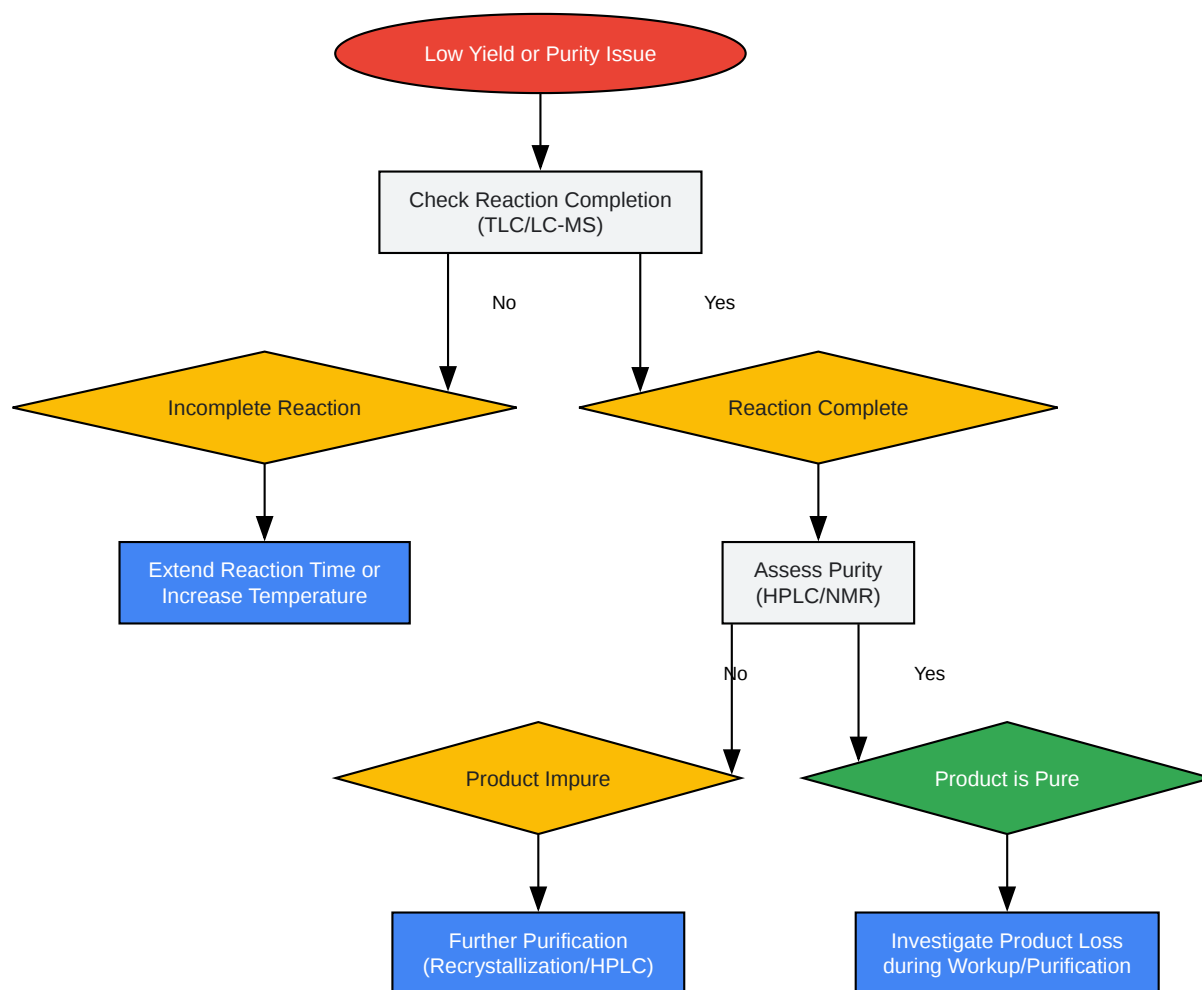 Low Yield or Purity Issue
Check Reaction Completion
(TLC/LC-MS)
No
Yes
Incomplete Reaction
Reaction Complete
Extend Reaction Time or
Increase Temperature
Assess Purity
(HPLC/NMR)
No
Yes
Product Impure
Product is Pure
Further Purification
(Recrystallization/HPLC)
Investigate Product Loss
during Workup/Purification